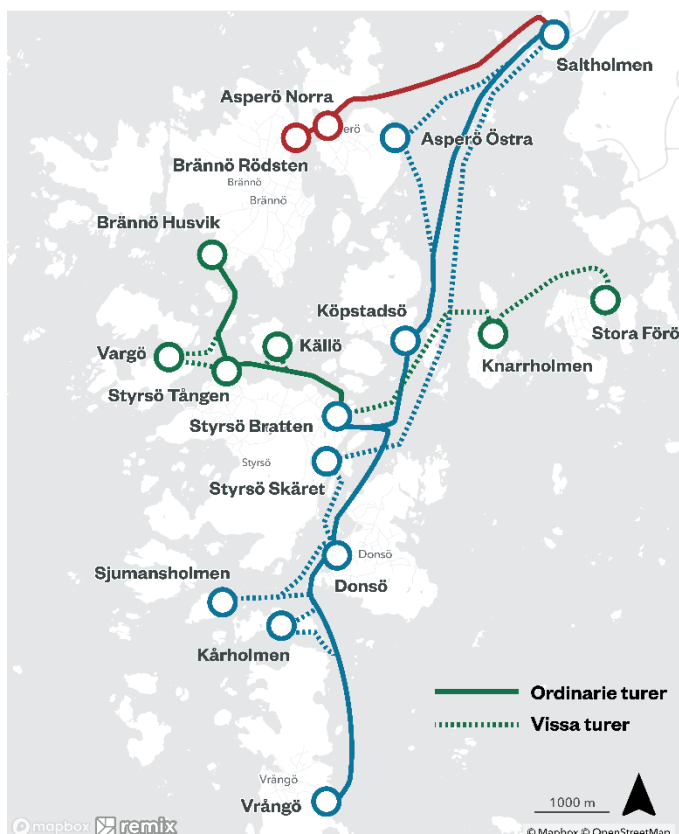 Saltholmen
Asperö Norra
Asperö Östra
Brännö Rödsten
Brännö
Brännö
Brännö Husvik
Köpstadsö
Stora Förö
Källö
Knarrholmen
Vargö
Styrsö Tången
Styrsö Bratten
Styrsö
Styrsö Skäret
Donsö
Sjumansholmen
Donsö
Kårholmen
Ordinarie turer
Vissa turer
Vrångö
Vrångö
1000 m
mapbox remix
© Mapbox © OpenStreetMap